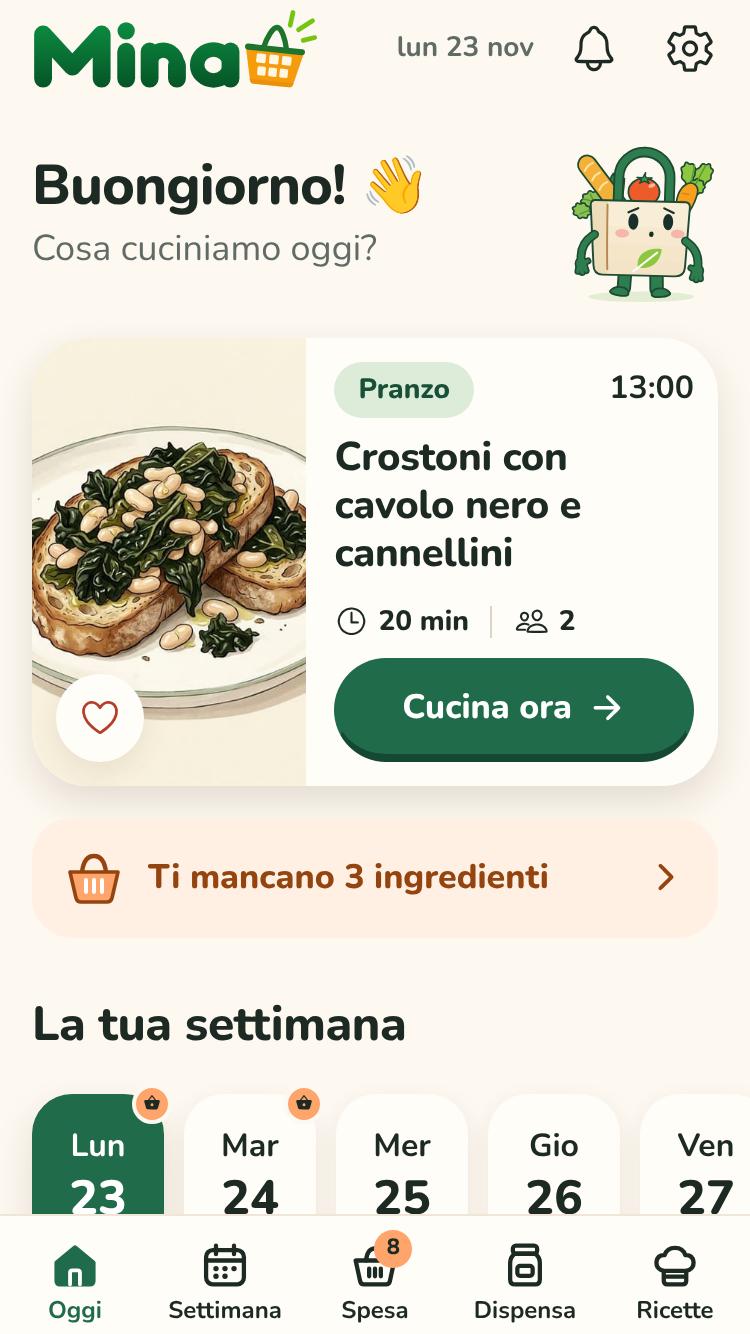 Mina
lun 23 nov
Buongiorno! 👋
Cosa cuciniamo oggi?
Pranzo
13:00
Crostoni con
cavolo nero e
cannellini
20 min
2
Cucina ora →
Ti mancano 3 ingredienti
La tua settimana
Lun
23
Mar
24
Mer
25
Gio
26
Ven
27
8
Oggi
Settimana
Spesa
Dispensa
Ricette